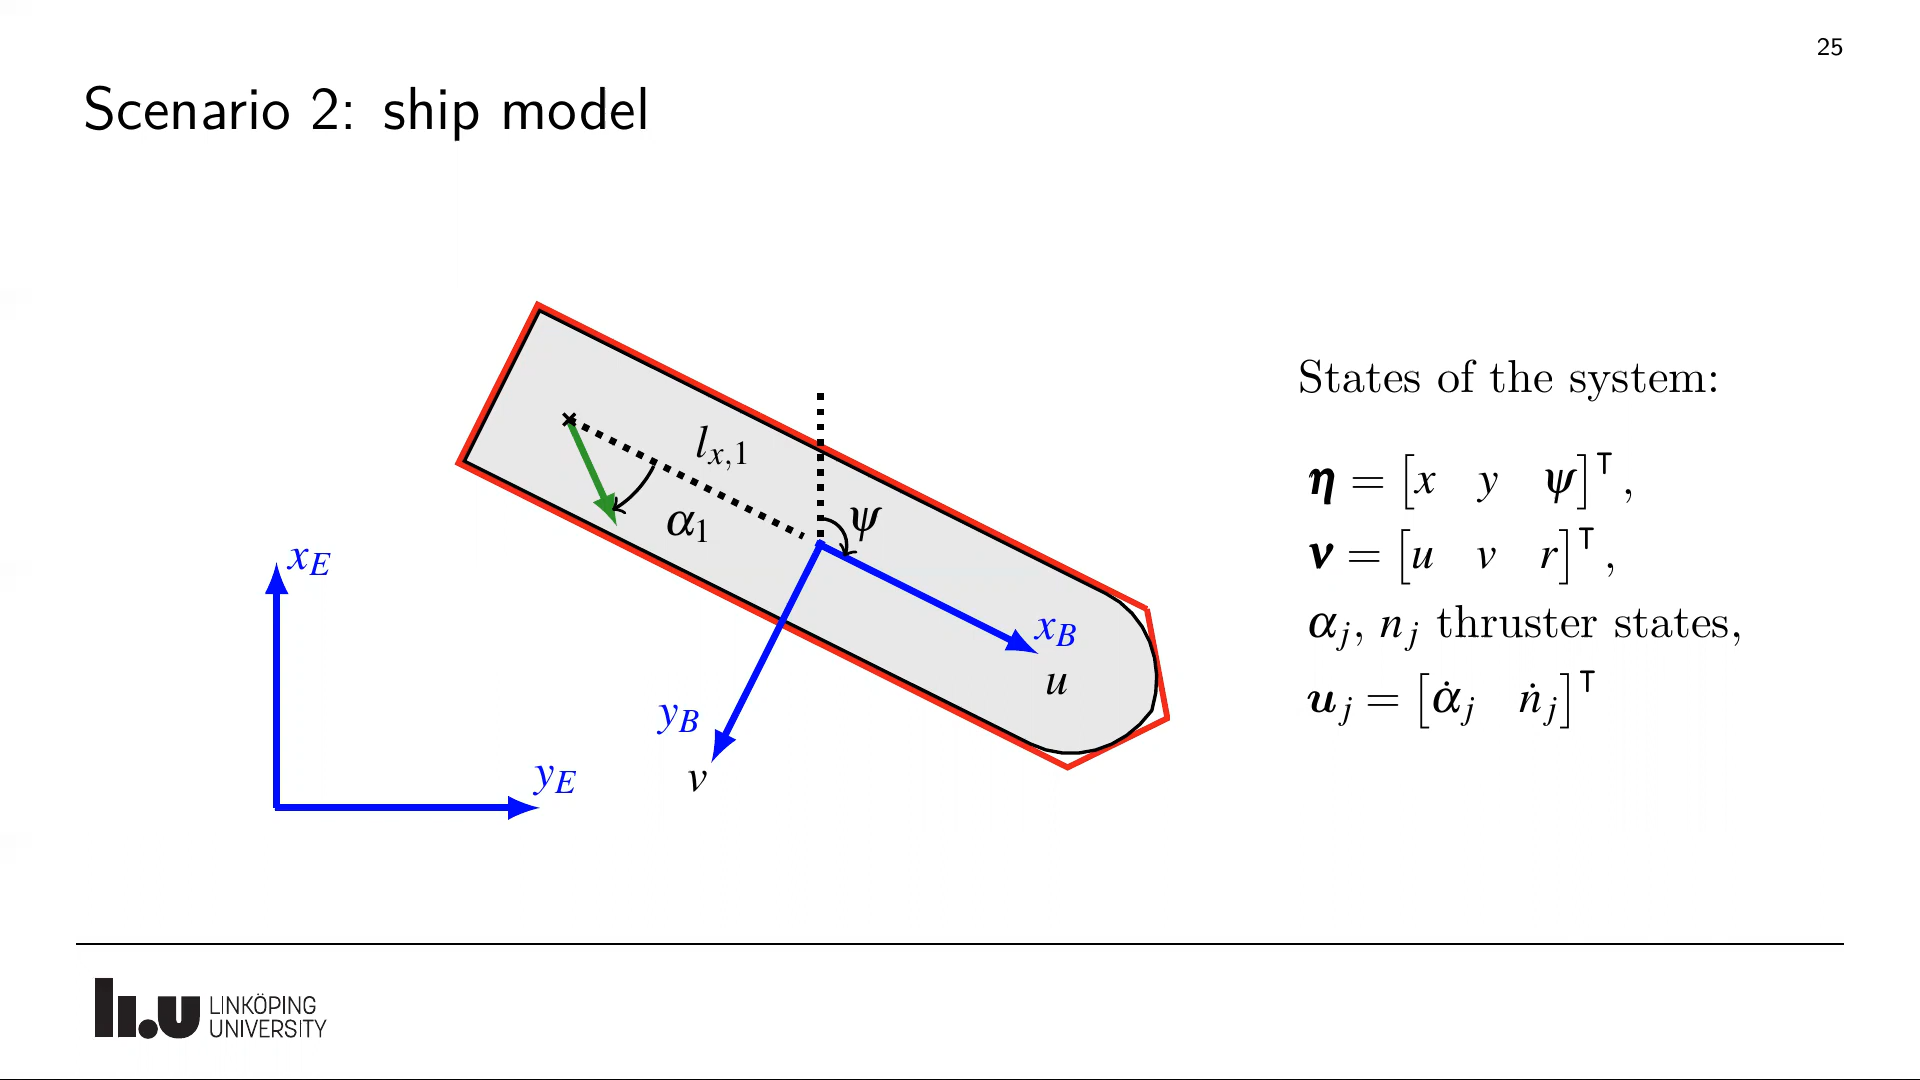 25
Scenario 2: ship model
States of the system:
l_{x,1}
ψ
α_1
η = [x y ψ]^⊤,
ν = [u v r]^⊤,
α_j, n_j thruster states,
u_j = [α̇_j ṅ_j]^⊤
x_E
y_E
x_B
u
y_B
v
li.u LINKÖPING
UNIVERSITY